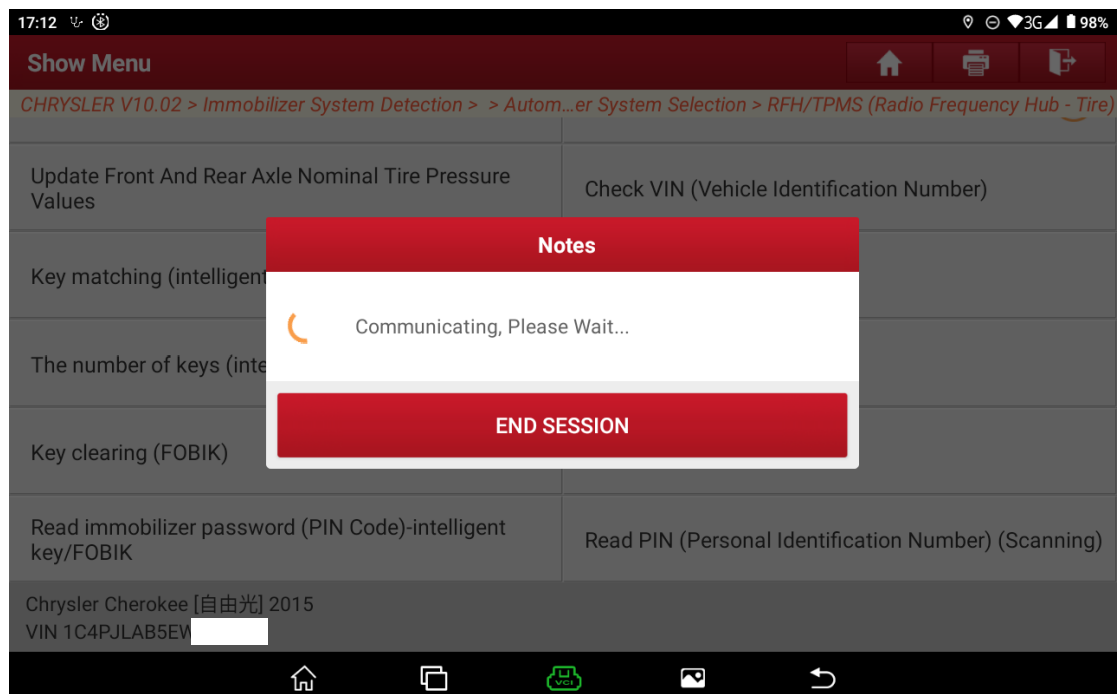 17:12
3G 98%
Show Menu
CHRYSLER V10.02 > Immobilizer System Detection > > Autom...er System Selection > RFH/TPMS (Radio Frequency Hub - Tire)
Update Front And Rear Axle Nominal Tire Pressure
Values
Check VIN (Vehicle Identification Number)
Notes
Key matching (intelligent
Communicating, Please Wait...
The number of keys (inte
END SESSION
Key clearing (FOBIK)
Read immobilizer password (PIN Code)-intelligent
key/FOBIK
Read PIN (Personal Identification Number) (Scanning)
Chrysler Cherokee [自由光] 2015
VIN 1C4PJLAB5EW
VCI